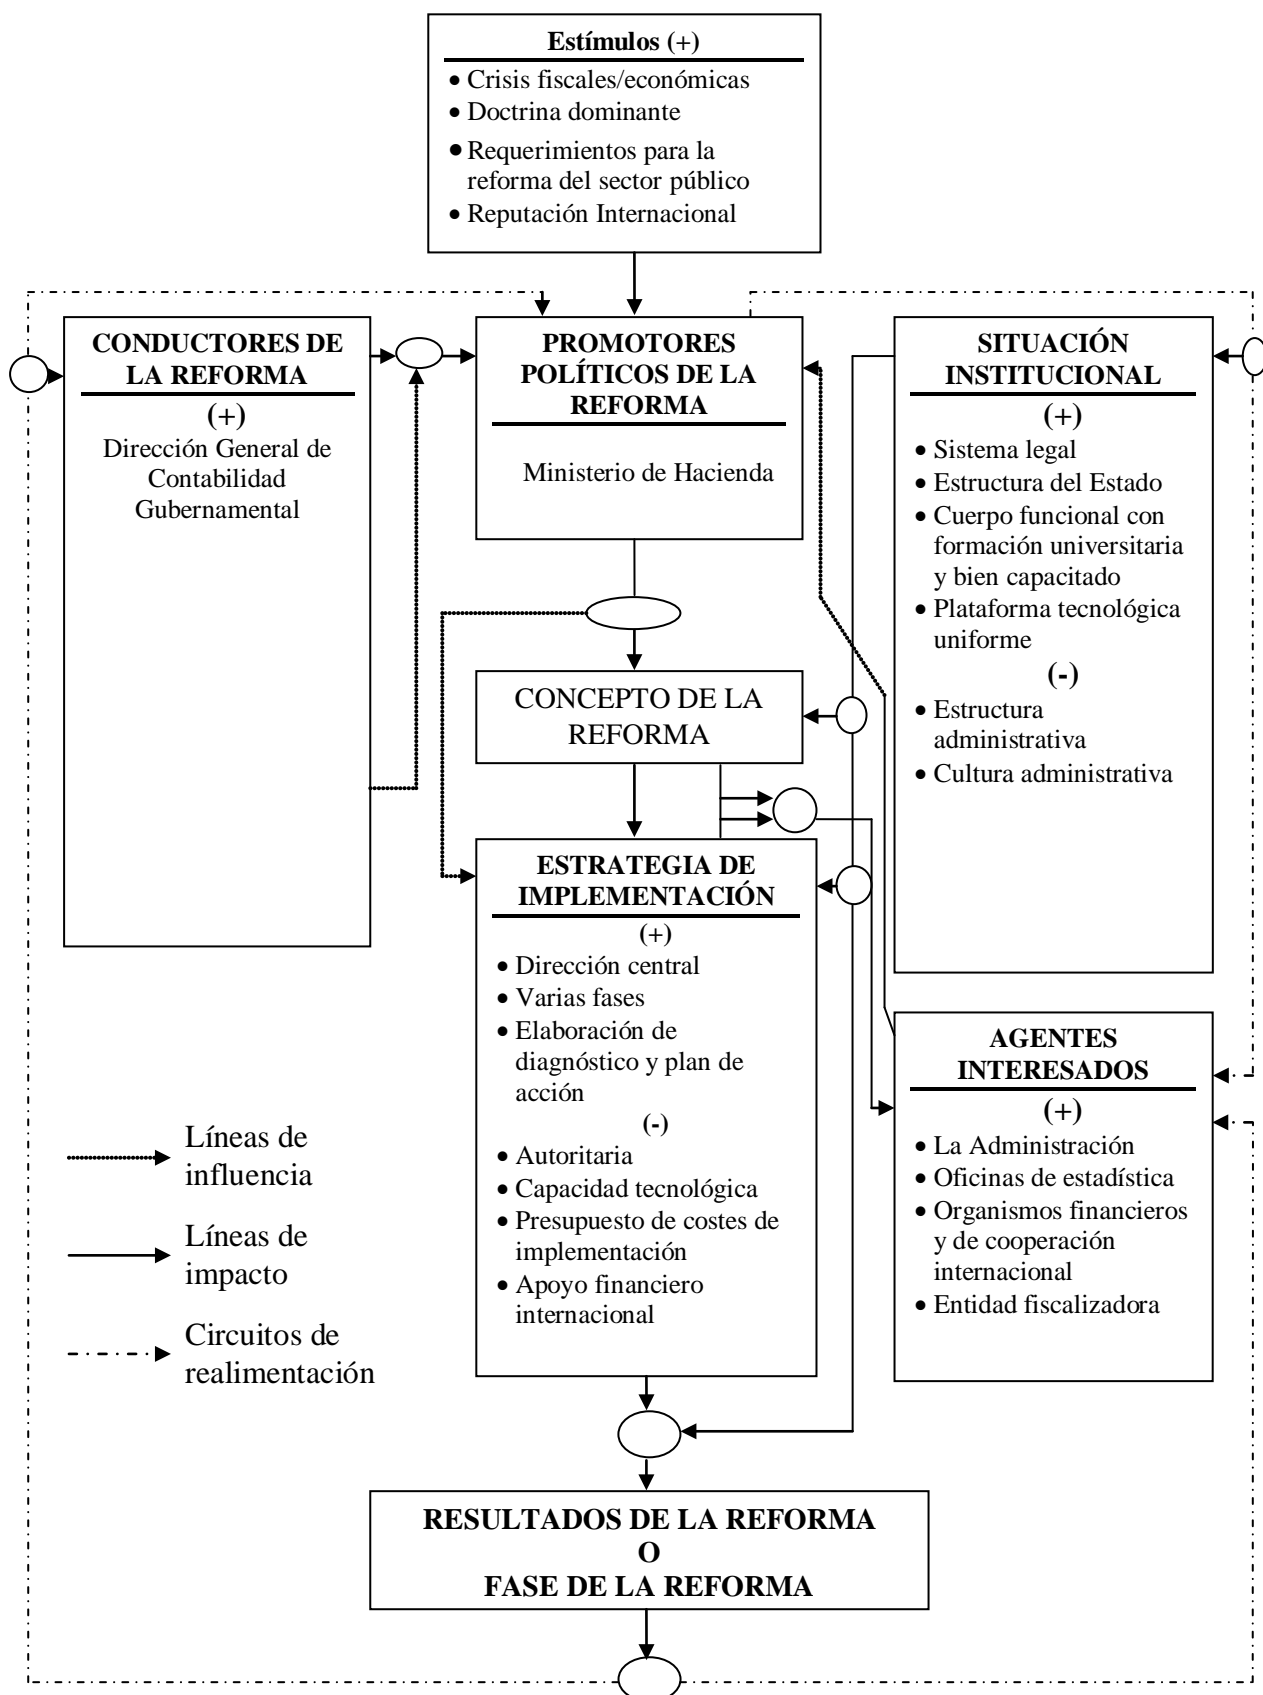 Estímulos (+)
• Crisis fiscales/económicas
• Doctrina dominante
• Requerimientos para la
reforma del sector público
• Reputación Internacional
CONDUCTORES DE
LA REFORMA
(+)
Dirección General de
Contabilidad
Gubernamental
PROMOTORES
POLÍTICOS DE LA
REFORMA
Ministerio de Hacienda
SITUACIÓN
INSTITUCIONAL
(+)
• Sistema legal
• Estructura del Estado
• Cuerpo funcional con
formación universitaria
y bien capacitado
• Plataforma tecnológica
uniforme
(-)
• Estructura
administrativa
• Cultura administrativa
CONCEPTO DE LA
REFORMA
ESTRATEGIA DE
IMPLEMENTACIÓN
(+)
• Dirección central
• Varias fases
• Elaboración de
diagnóstico y plan de
acción
(-)
• Autoritaria
• Capacidad tecnológica
• Presupuesto de costes de
implementación
• Apoyo financiero
internacional
AGENTES
INTERESADOS
(+)
• La Administración
• Oficinas de estadística
• Organismos financieros
y de cooperación
internacional
• Entidad fiscalizadora
Líneas de
influencia
Líneas de
impacto
Circuitos de
realimentación
RESULTADOS DE LA REFORMA
O
FASE DE LA REFORMA